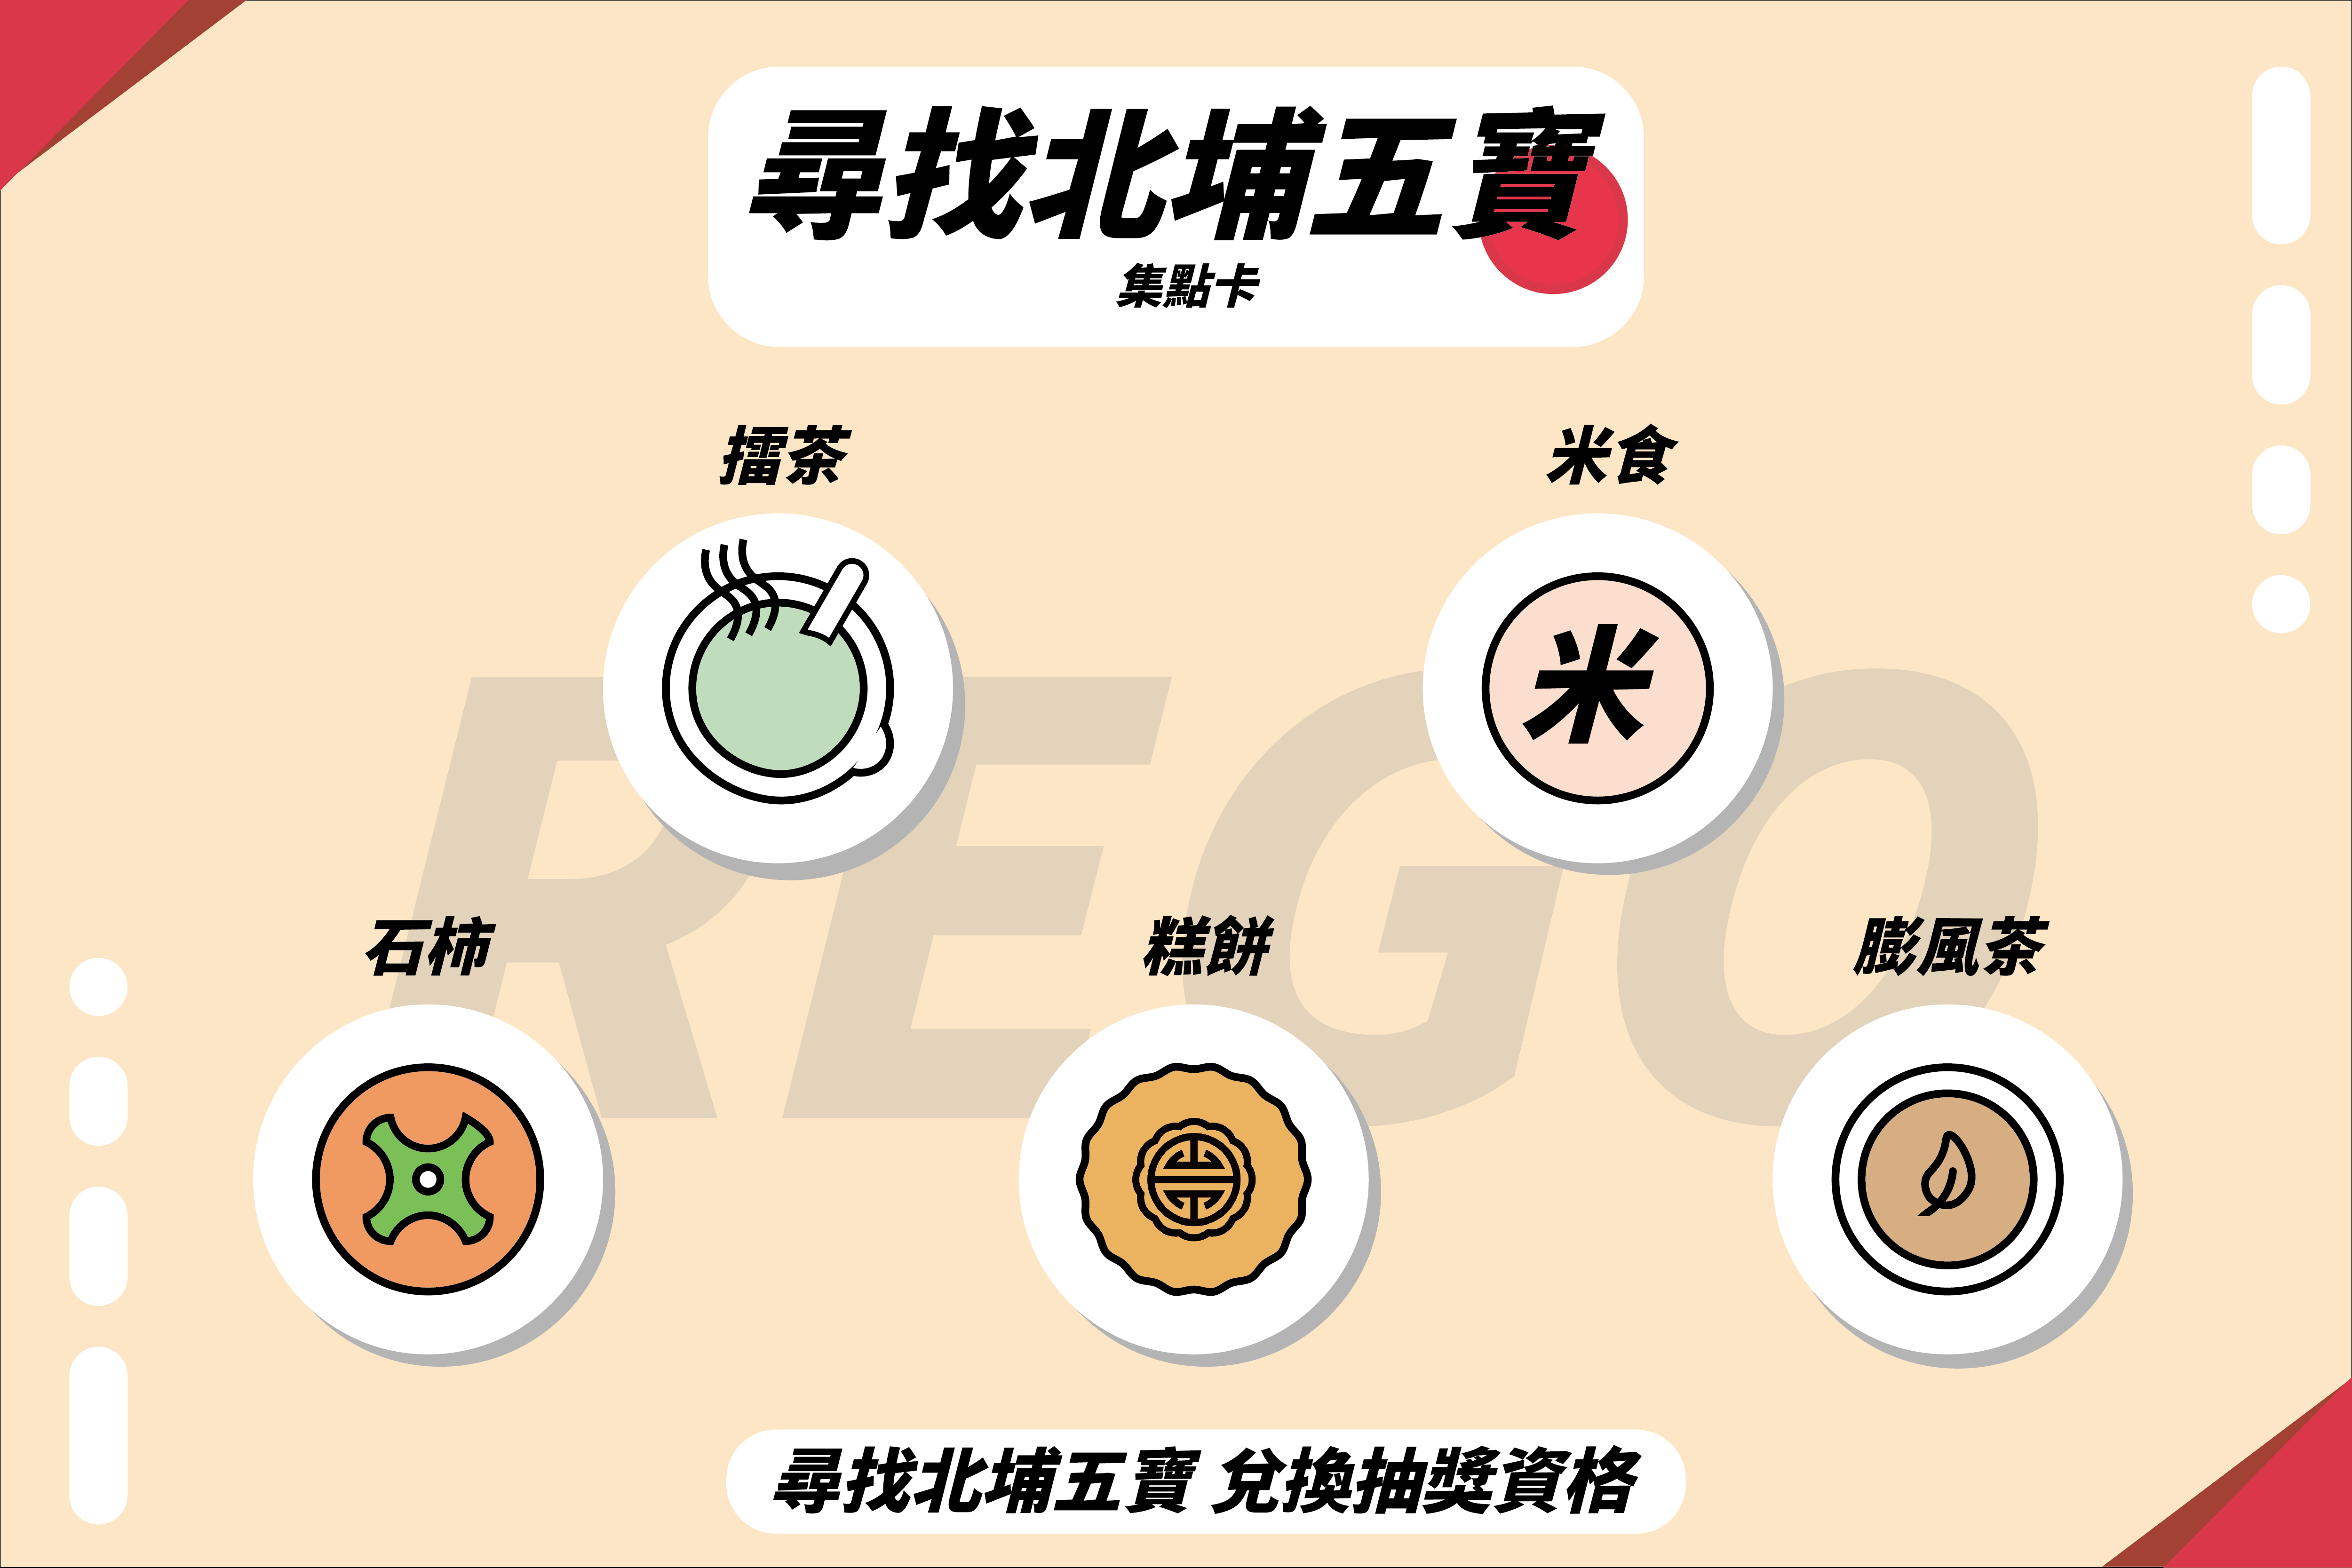 尋找北埔五寶
集點卡
擂茶
米食
米
REGO
石柿
糕餅
膨風茶
尋找北埔五寶 兌換抽獎資格